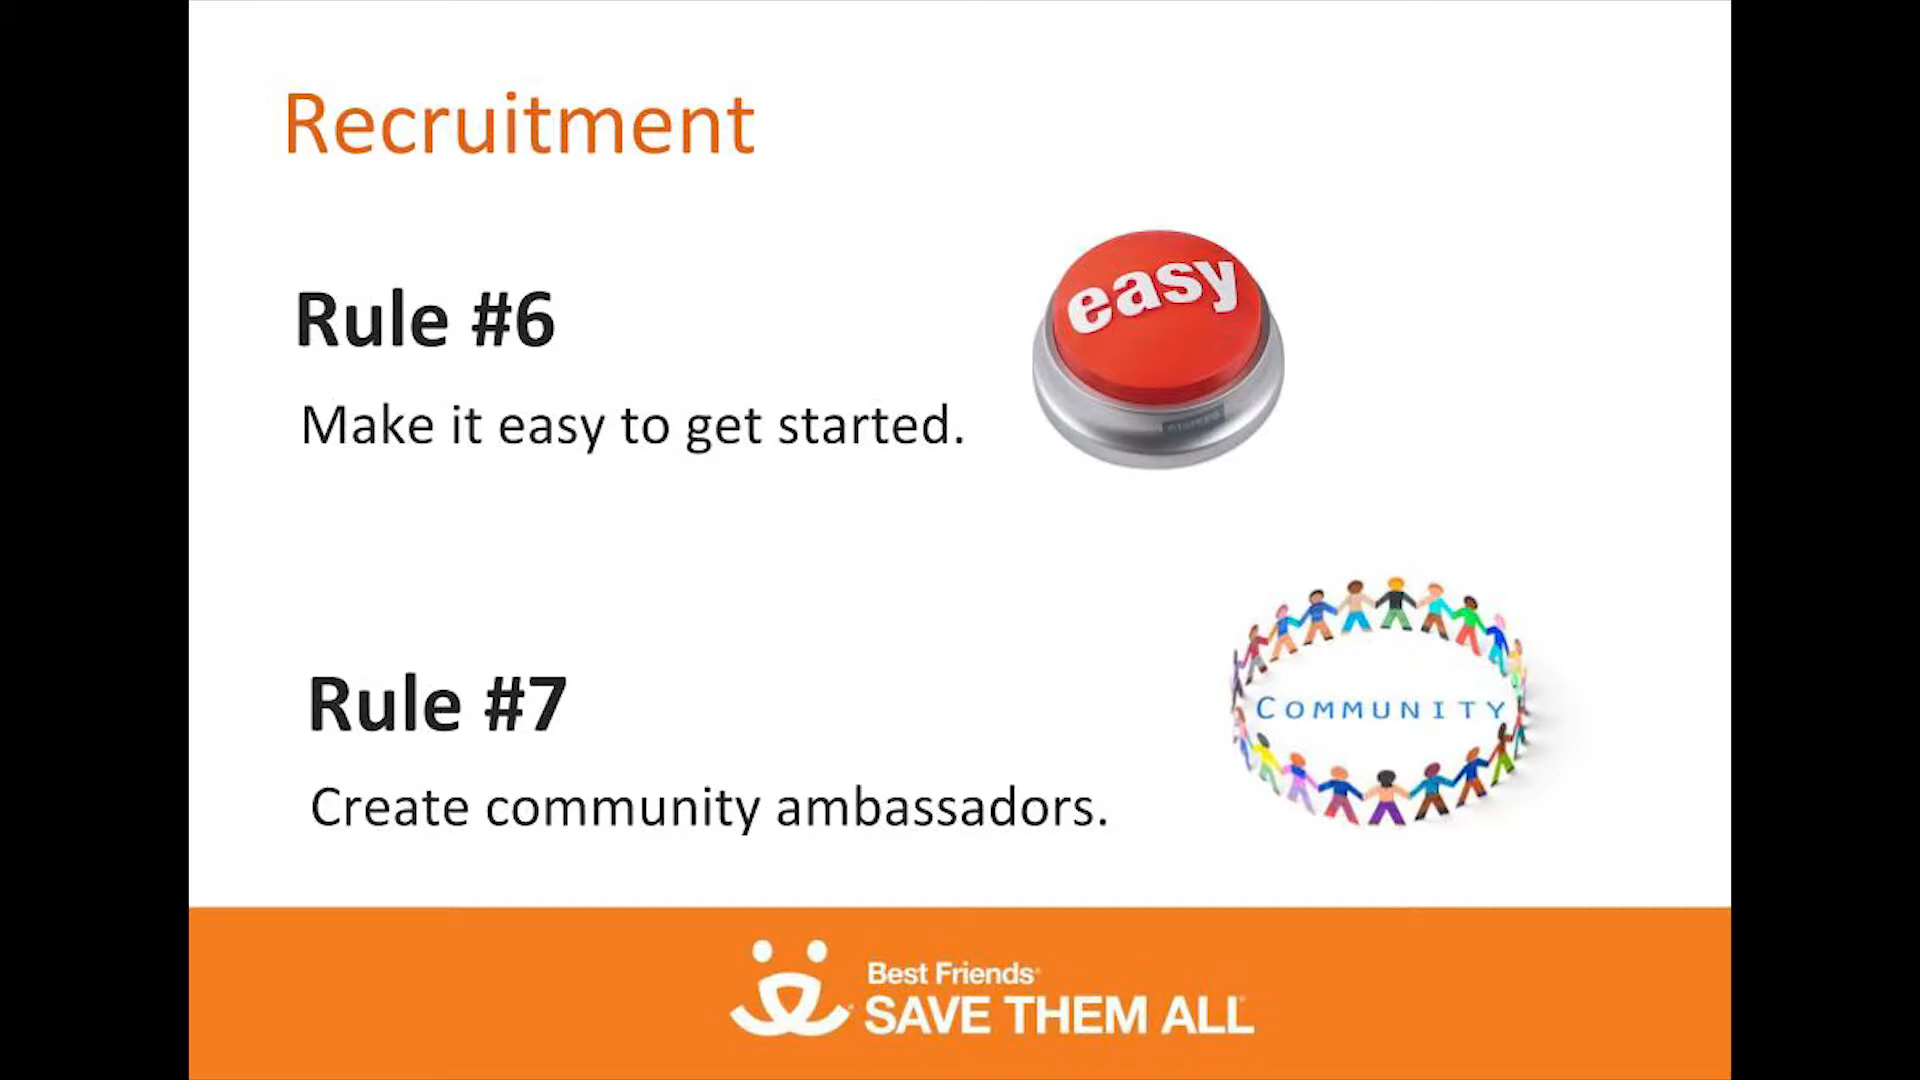 Recruitment
Rule #6
easy
Make it easy to get started.
Rule #7
COMMUNITY
Create community ambassadors.
Best Friends®
SAVE THEM ALL